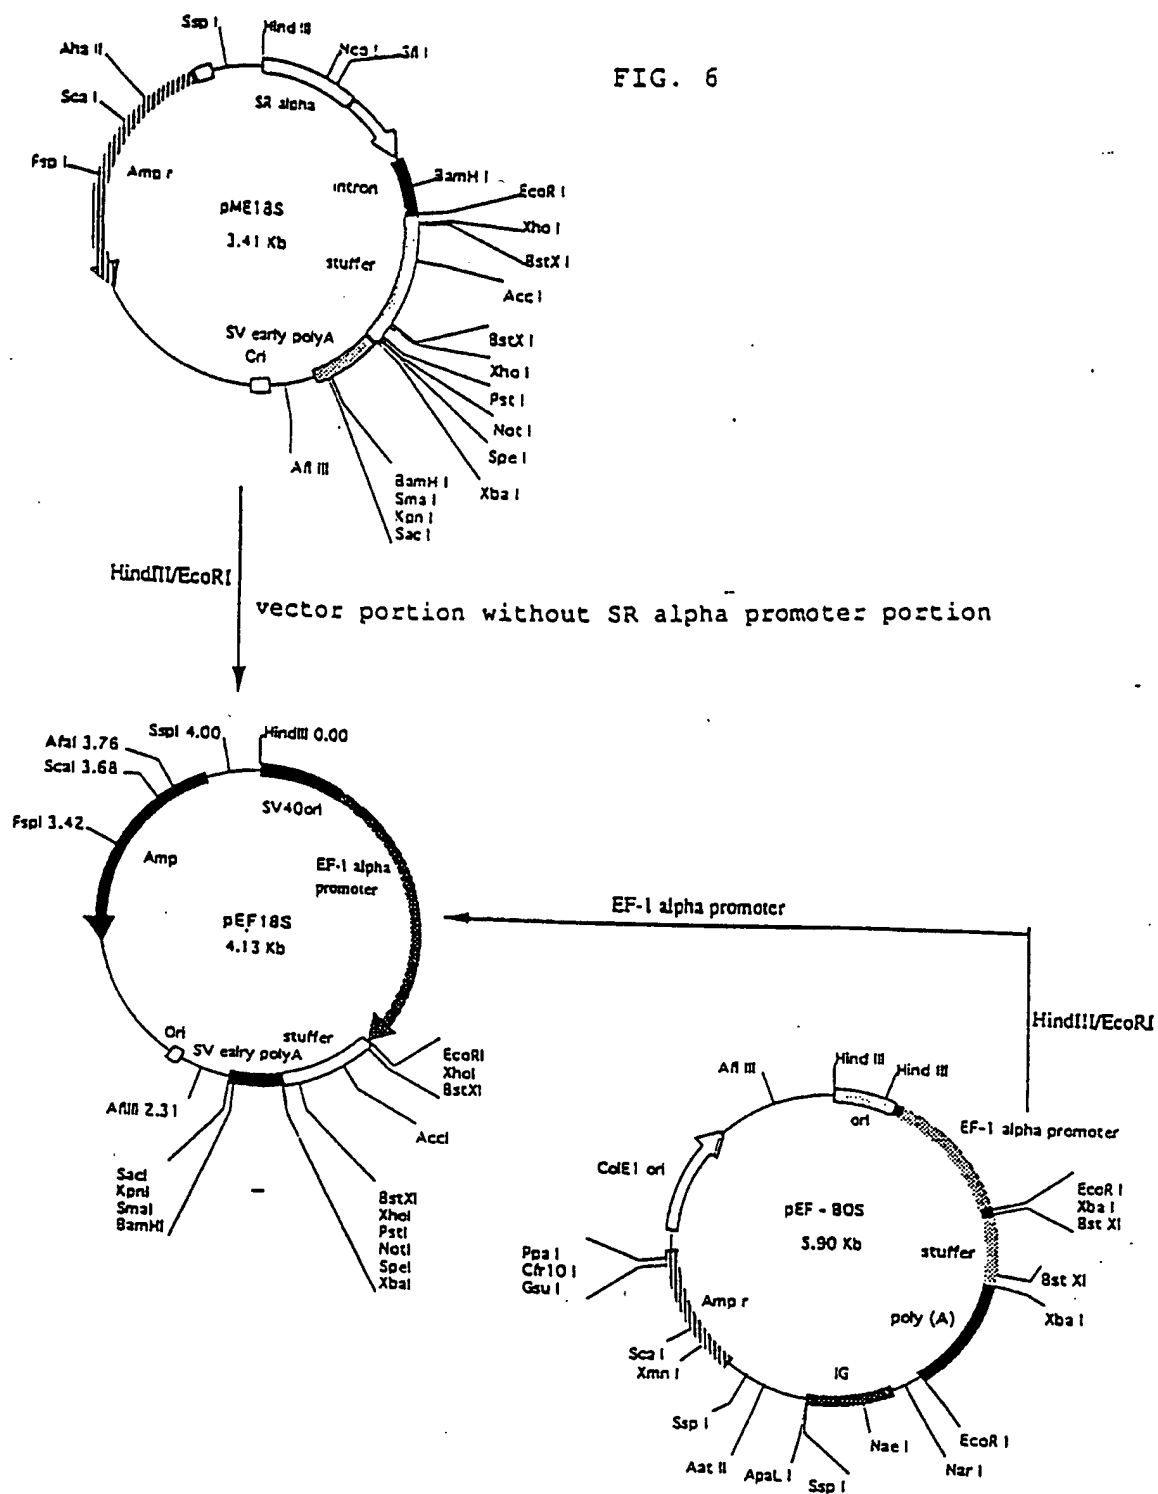 FIG. 6
Ssp I
Hind III
Nco I
Sfi I
Aha II
Sca I
Fsp I
SR alpha
Amp r
intron
BamH I
EcoR I
Xho I
BstX I
pME18S
3.41 Kb
stuffer
Acc I
SV early polyA
Ori
BstX I
Xho I
Pst I
Not I
Spe I
Xba I
Afl III
BamH I
Sma I
Kpn I
Sac I
HindIII/EcoRI
vector portion without SR alpha promoter portion
SspI 4.00
HindIII 0.00
AfaI 3.76
ScaI 3.68
FspI 3.42
SV40ori
Amp
EF-1 alpha
promoter
pEF18S
4.13 Kb
EF-1 alpha promoter
HindIII/EcoRI
Ori
SV ealry polyA
stuffer
EcoRI
XhoI
BstXI
AflIII 2.31
AccI
SacI
KpnI
SmaI
BamHI
BstXI
XhoI
PstI
NotI
SpeI
XbaI
Afl III
Hind III
Hind III
ori
EF-1 alpha promoter
ColE1 ori
pEF - BOS
5.90 Kb
EcoR I
Xba I
Bst XI
stuffer
Ppa I
Cfr10 I
Gsu I
Bst XI
Xba I
Amp r
poly (A)
Sca I
Xmn I
IG
Ssp I
Aat II
ApaL I
Ssp I
Nae I
Nar I
EcoR I